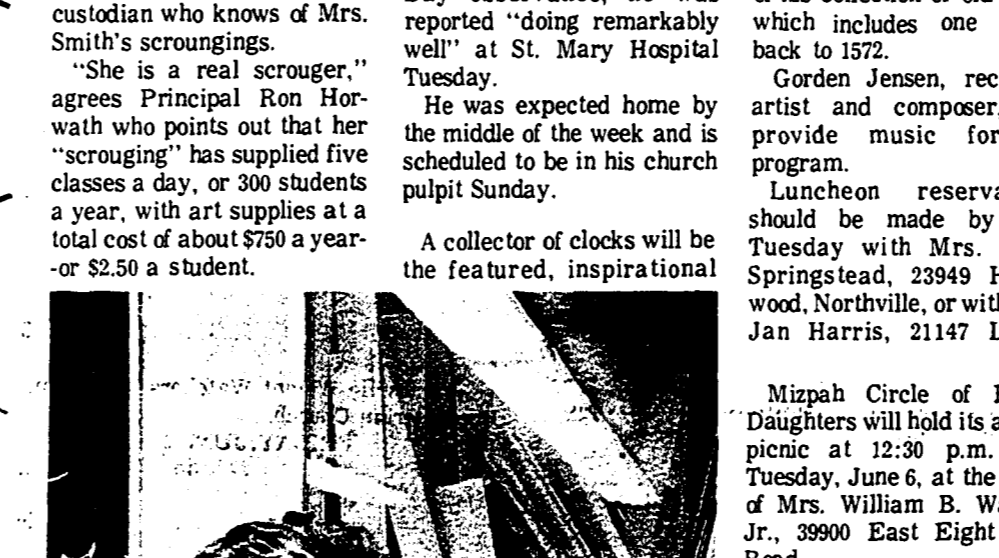 custodian who knows of Mrs.
Smith's scroungings.
"She is a real scrouger,"
agrees Principal Ron Hor-
wath who points out that her
"scrouging" has supplied five
classes a day, or 300 students
a year, with art supplies at a
total cost of about $750 a year-
-or $2.50 a student.
reported "doing remarkably
well" at St. Mary Hospital
Tuesday.
He was expected home by
the middle of the week and is
scheduled to be in his church
pulpit Sunday.
A collector of clocks will be
the featured, inspirational
which includes one
back to 1572.
Gorden Jensen, rec
artist and composer,
provide music for
program.
Luncheon reserva
should be made by
Tuesday with Mrs.
Springstead, 23949 H
wood, Northville, or with
Jan Harris, 21147 L
Mizpah Circle of
Daughters will hold its a
picnic at 12:30 p.m.
Tuesday, June 6, at the
of Mrs. William B. Wa
Jr., 39900 East Eight